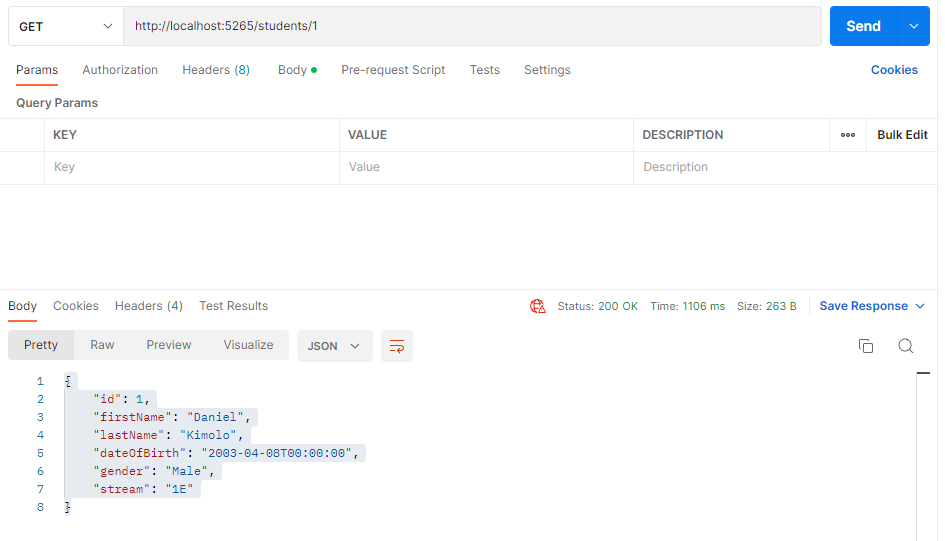 GET http://localhost:5265/students/1 Send
Params Authorization Headers (8) Body Pre-request Script Tests Settings Cookies
Query Params
KEY VALUE DESCRIPTION Bulk Edit
Key Value Description
Body Cookies Headers (4) Test Results Status: 200 OK Time: 1106 ms Size: 263 B Save Response
Pretty Raw Preview Visualize JSON
1 {
2 "id": 1,
3 "firstName": "Daniel",
4 "lastName": "Kimolo",
5 "dateOfBirth": "2003-04-08T00:00:00",
6 "gender": "Male",
7 "stream": "1E"
8 }